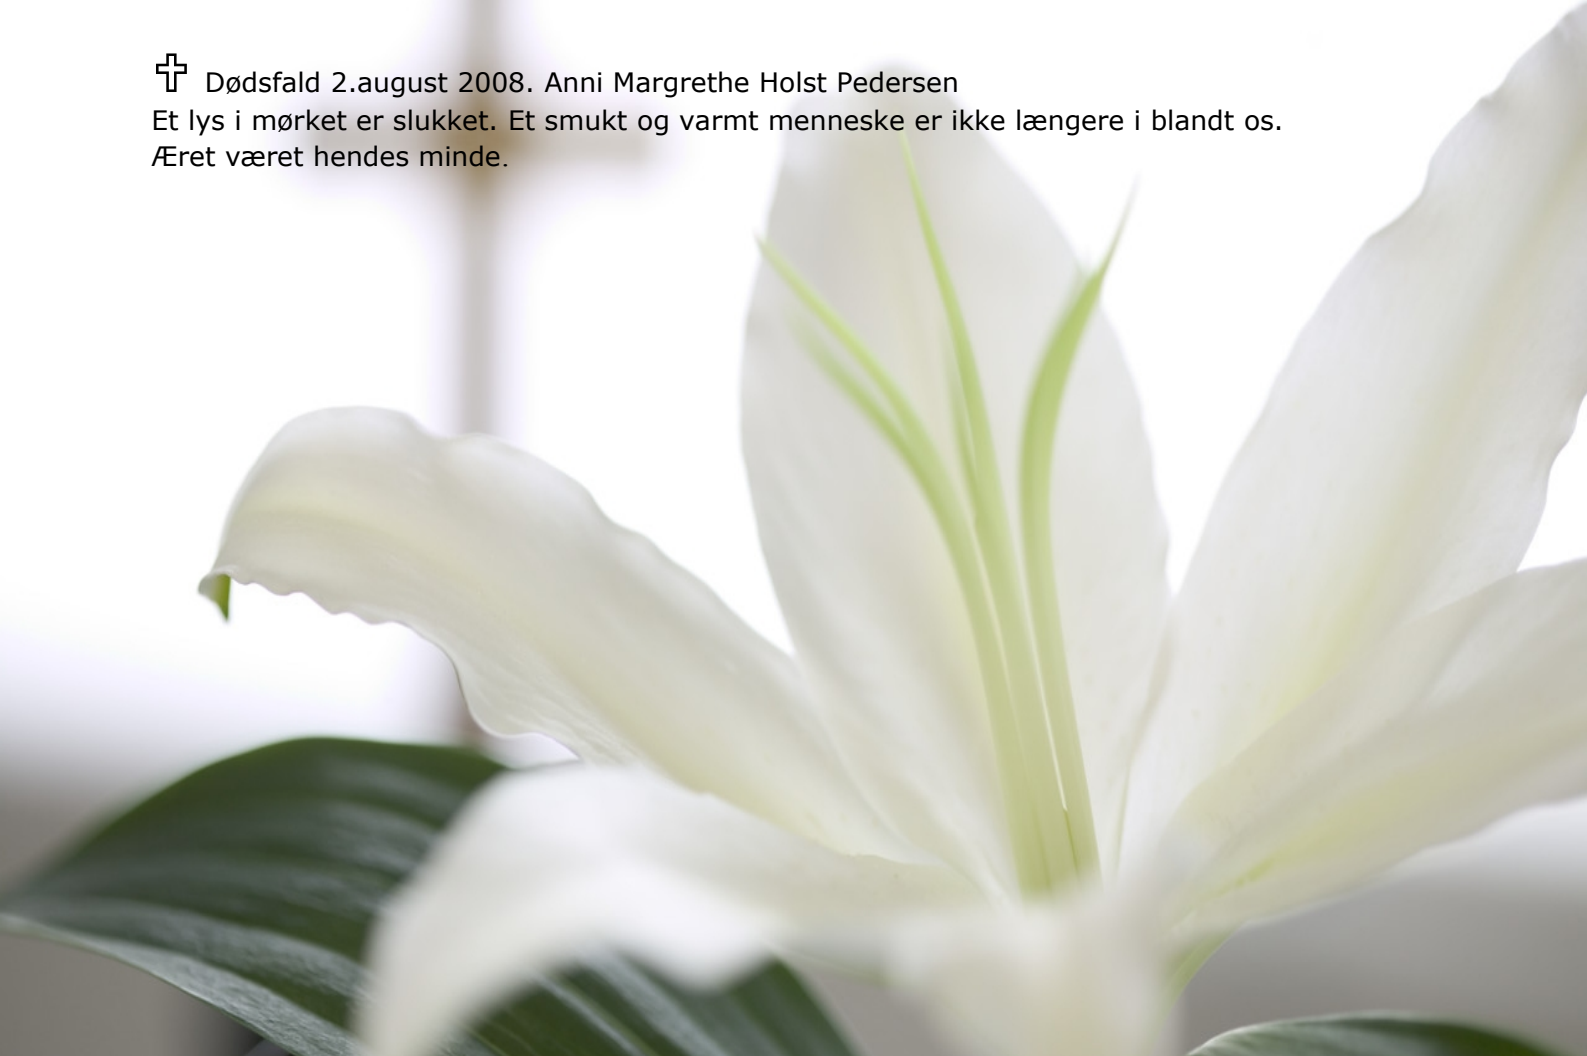 ✞ Dødsfald 2.august 2008. Anni Margrethe Holst Pedersen
Et lys i mørket er slukket. Et smukt og varmt menneske er ikke længere i blandt os.
Æret været hendes minde.